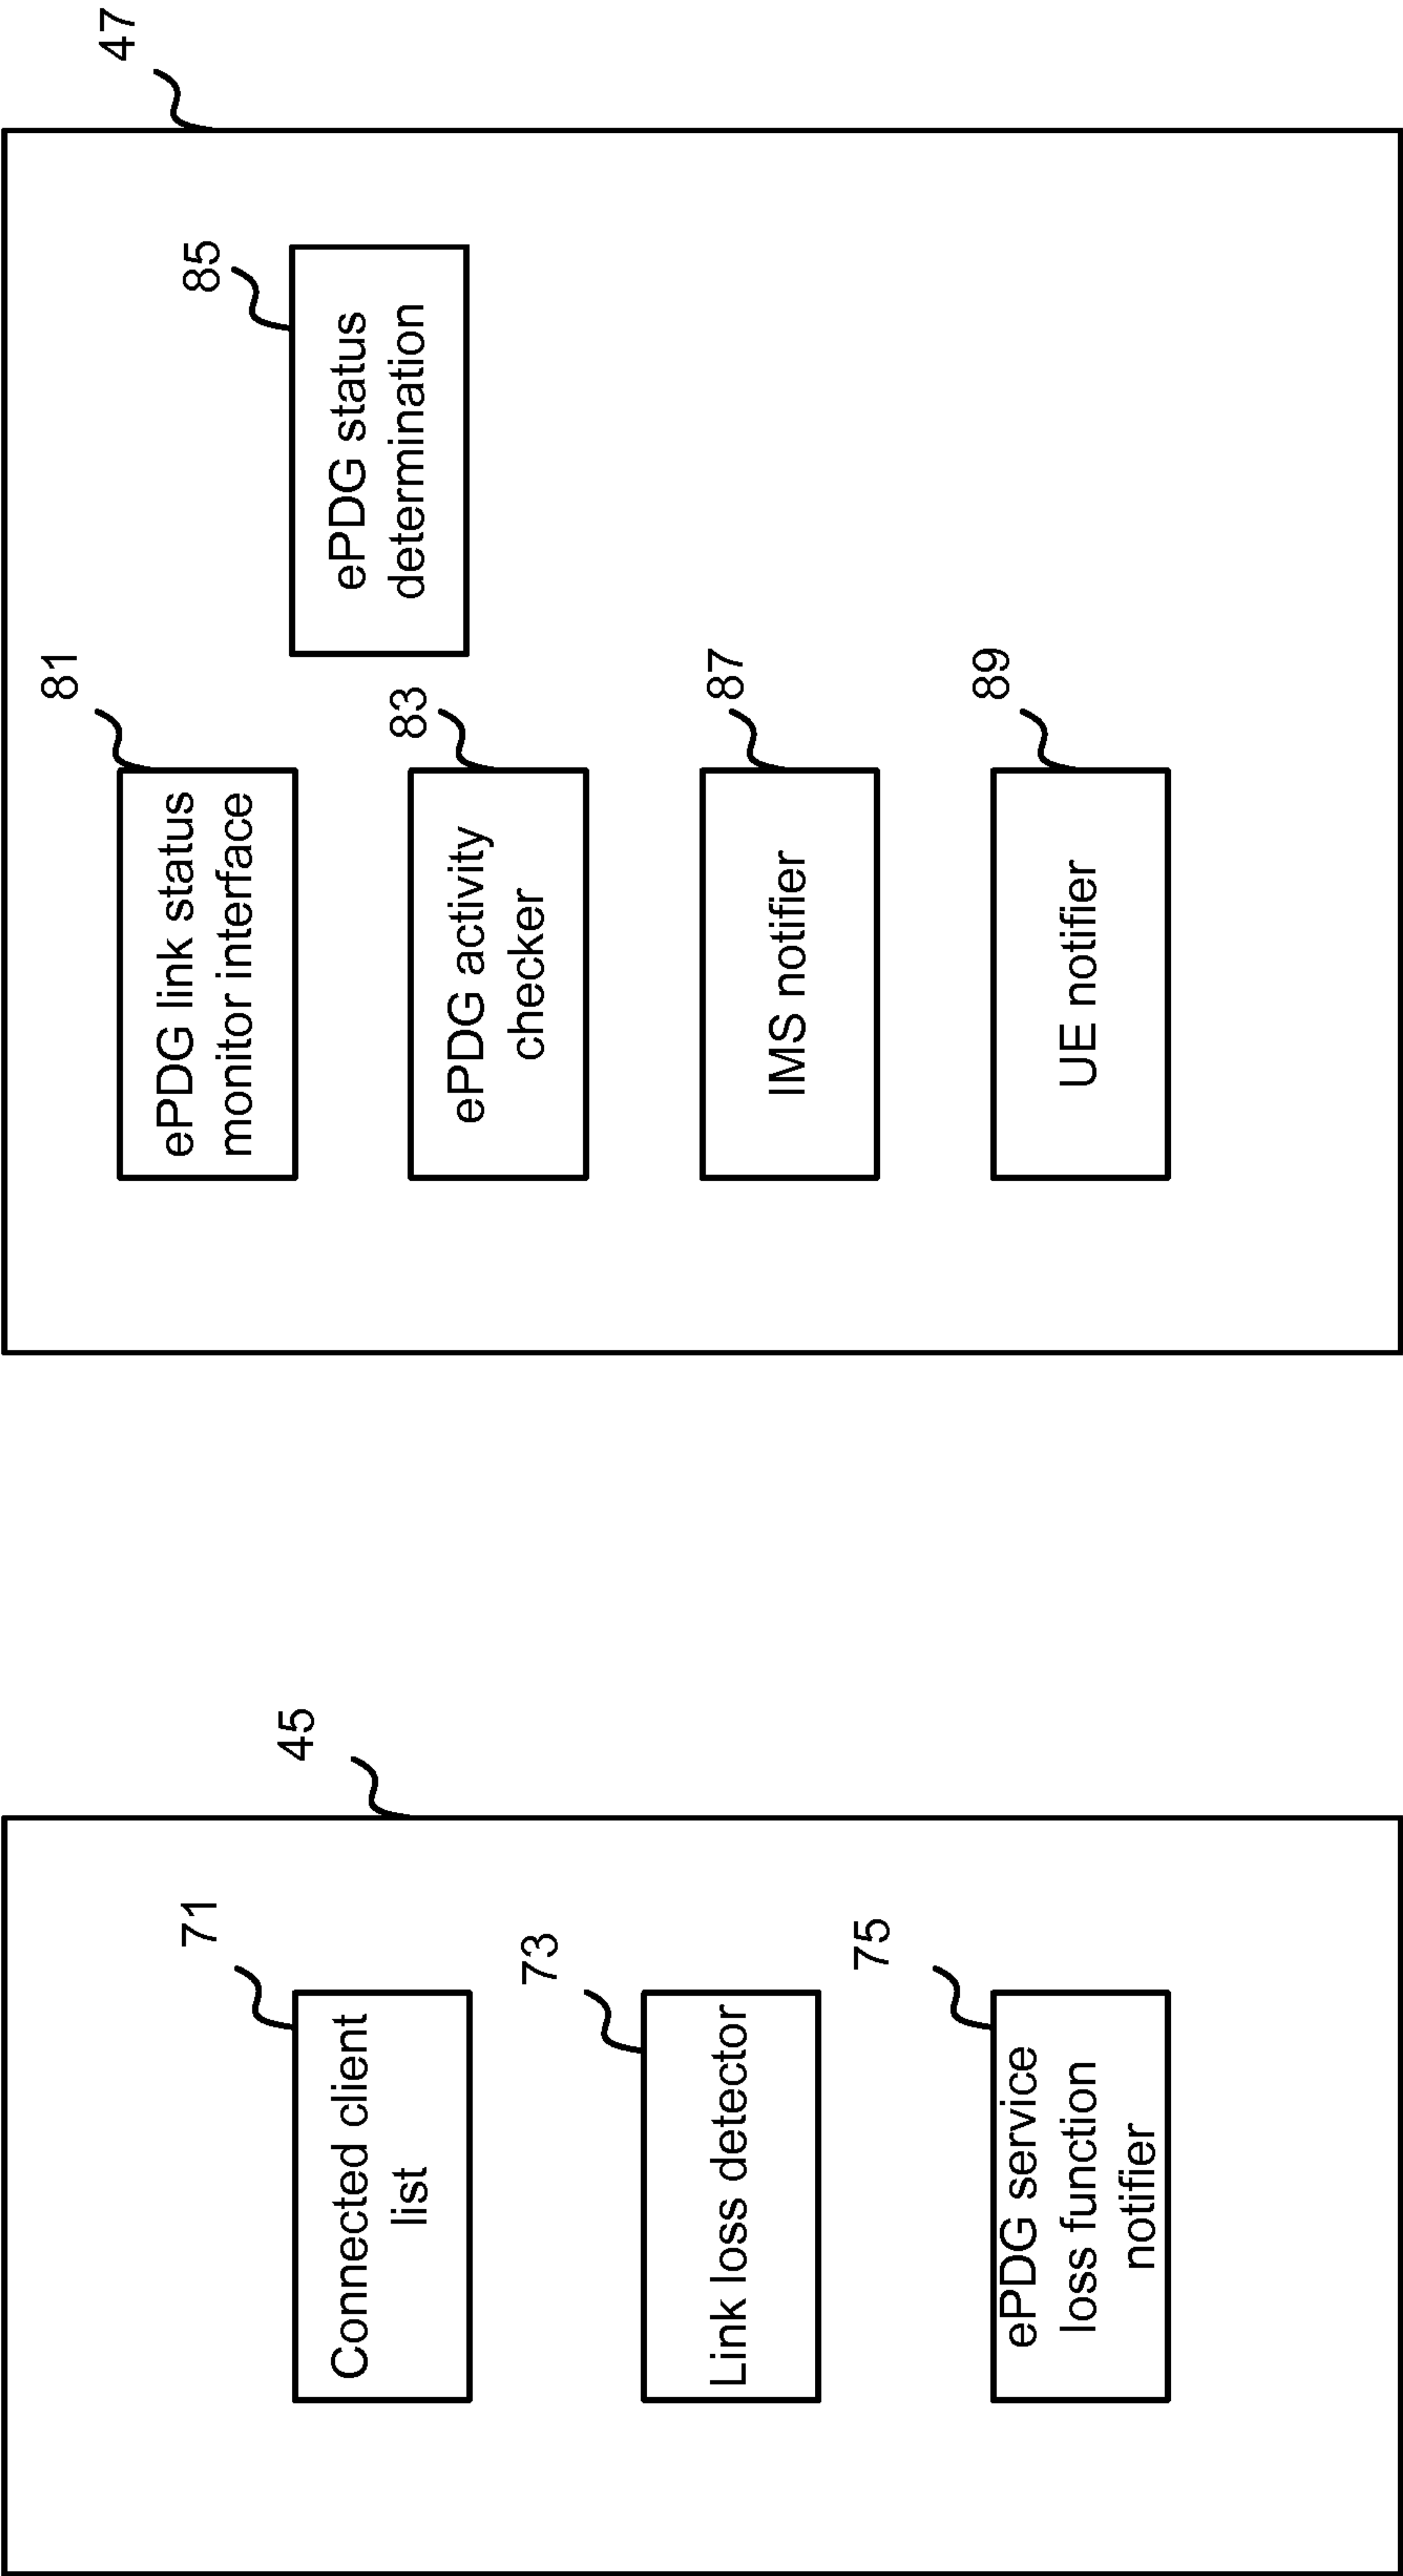 45
71
Connected client
list
73
Link loss detector
75
ePDG service
loss function
notifier
47
81
ePDG link status
monitor interface
85
ePDG status
determination
83
ePDG activity
checker
87
IMS notifier
89
UE notifier